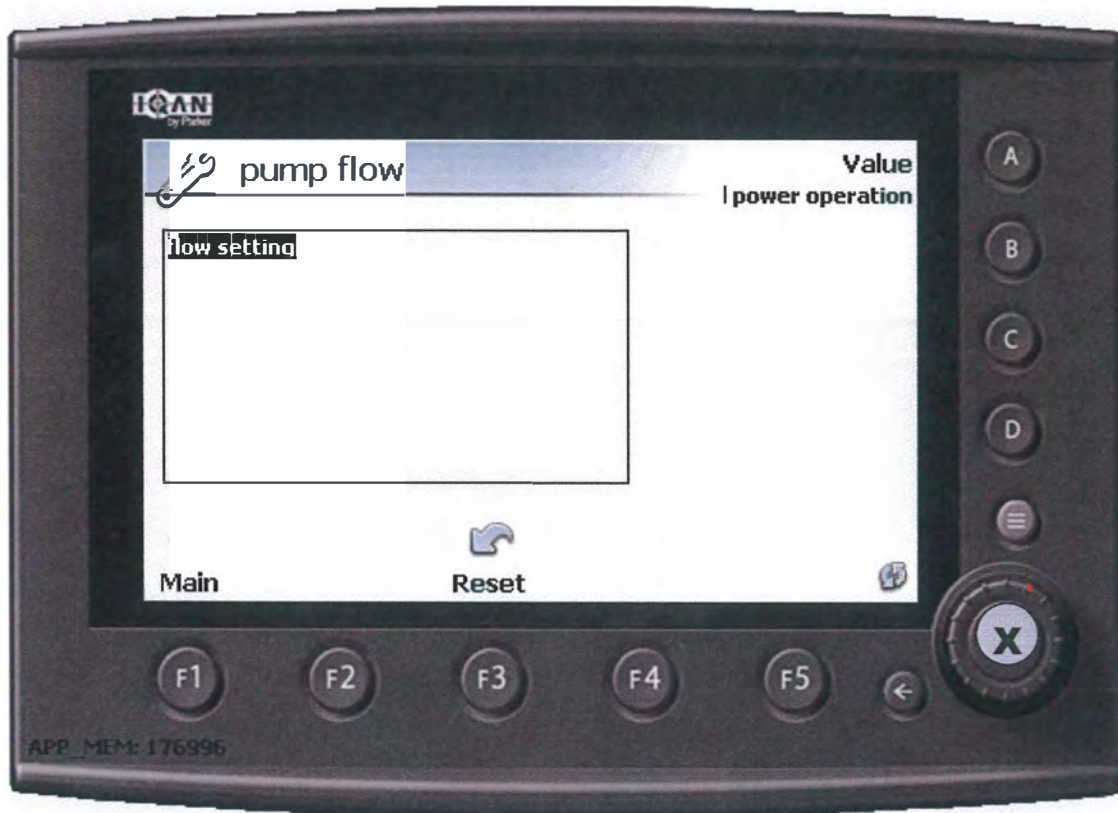 IQAN
by Parker
pump flow
Value
power operation
flow setting
Main
Reset
A
B
C
D
X
F1
F2
F3
F4
F5
APP_MEM: 176996